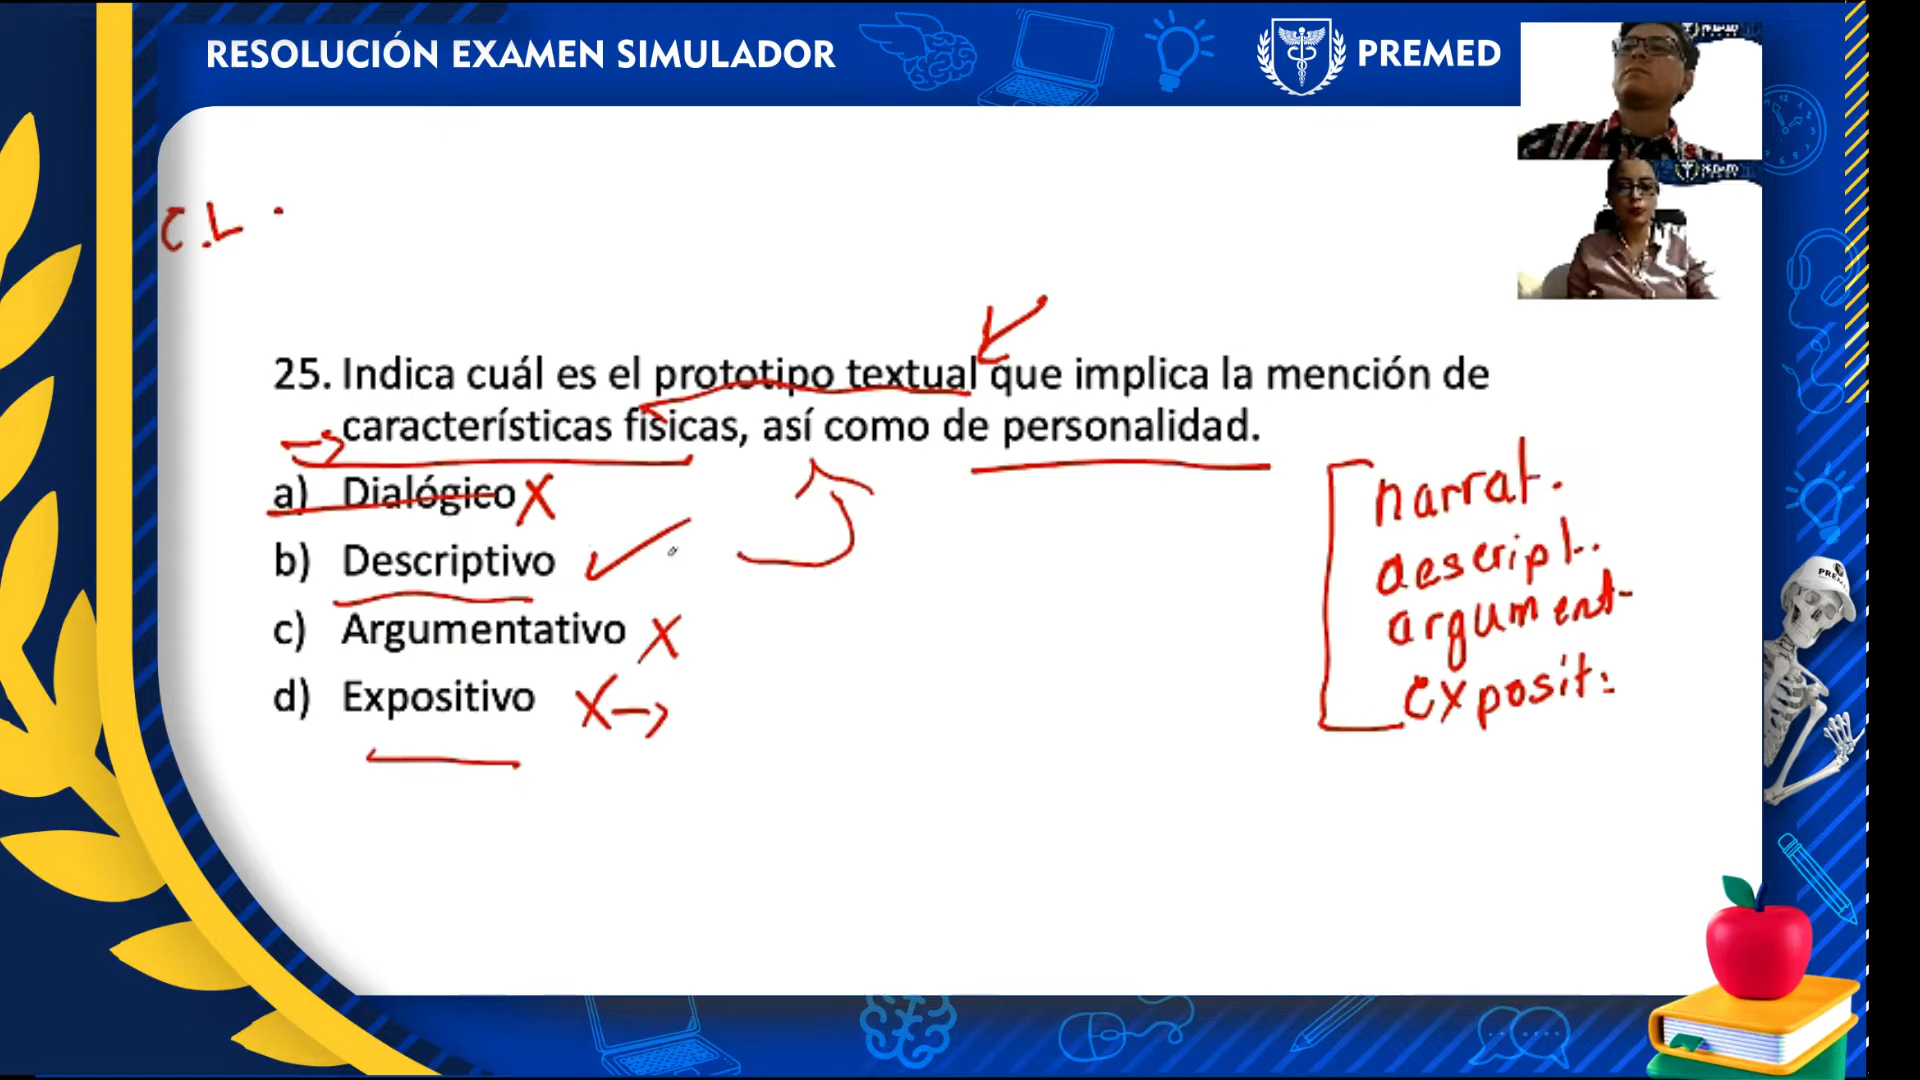 RESOLUCIÓN EXAMEN SIMULADOR
PREMED
PREMED
C.L.
25. Indica cuál es el prototipo textual que implica la mención de
características físicas, así como de personalidad.
a) Dialógico X
b) Descriptivo
c) Argumentativo X
d) Expositivo X
narrat.
descript.
argument-
exposit.